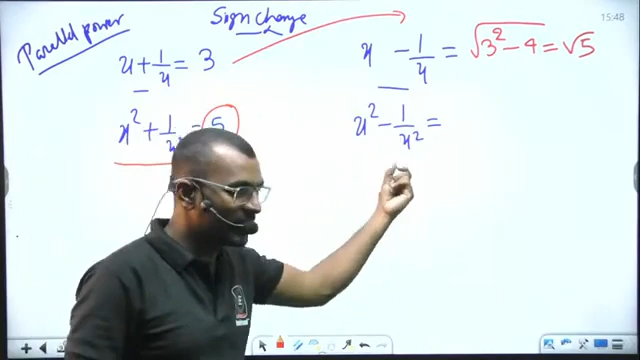 Parallel power
Sign change
x + 1/x = 3
x² + 1/x² = 5
x - 1/x = √3² - 4 = √5
x² - 1/x² =
15:48